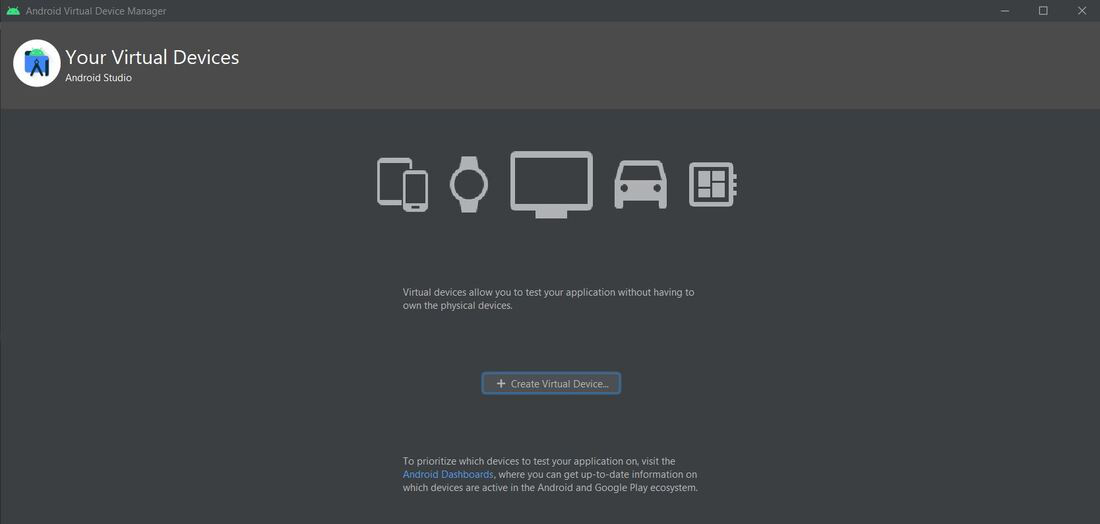 Android Virtual Device Manager
Your Virtual Devices
Android Studio
Virtual devices allow you to test your application without having to
own the physical devices.
+ Create Virtual Device...
To prioritize which devices to test your application on, visit the
Android Dashboards, where you can get up-to-date information on
which devices are active in the Android and Google Play ecosystem.